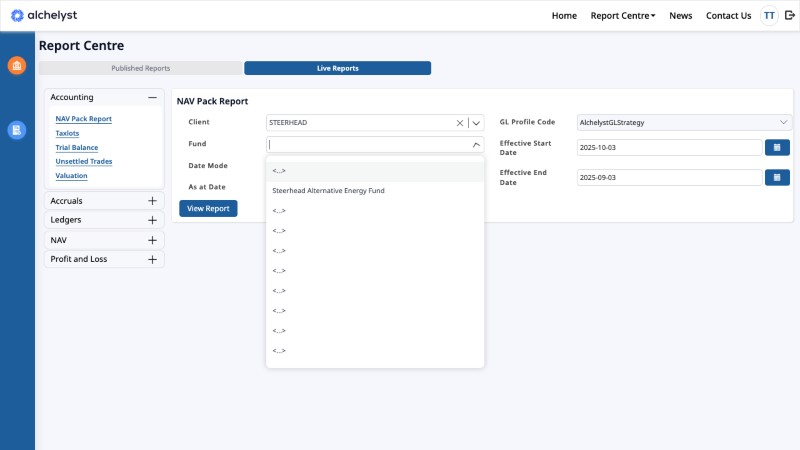 alchelyst
Home
Report Centre
News
Contact Us
TT
Report Centre
Published Reports
Live Reports
Accounting
NAV Pack Report
Taxlots
Trial Balance
Unsettled Trades
Valuation
Accruals
Ledgers
NAV
Profit and Loss
NAV Pack Report
Client
STEERHEAD
GL Profile Code
AlchelystGLStrategy
Fund
Effective Start
Date
2025-10-03
Date Mode
As at Date
Effective End
Date
2025-09-03
View Report
<...>
Steerhead Alternative Energy Fund
<...>
<...>
<...>
<...>
<...>
<...>
<...>
<...>